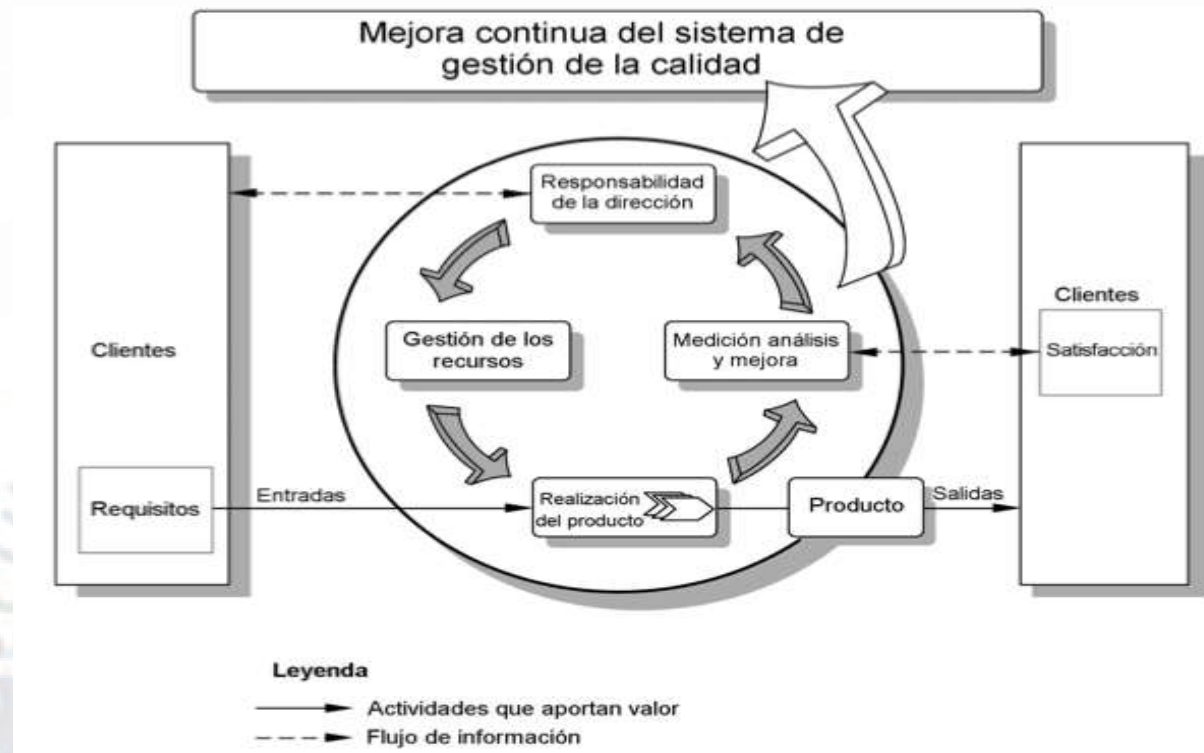 Mejora continua del sistema de
gestión de la calidad
Responsabilidad
de la dirección
Clientes
Gestión de los
recursos
Medición análisis
y mejora
Clientes
Satisfacción
Requisitos
Entradas
Realización
del producto
Producto
Salidas
Leyenda
Actividades que aportan valor
Flujo de información